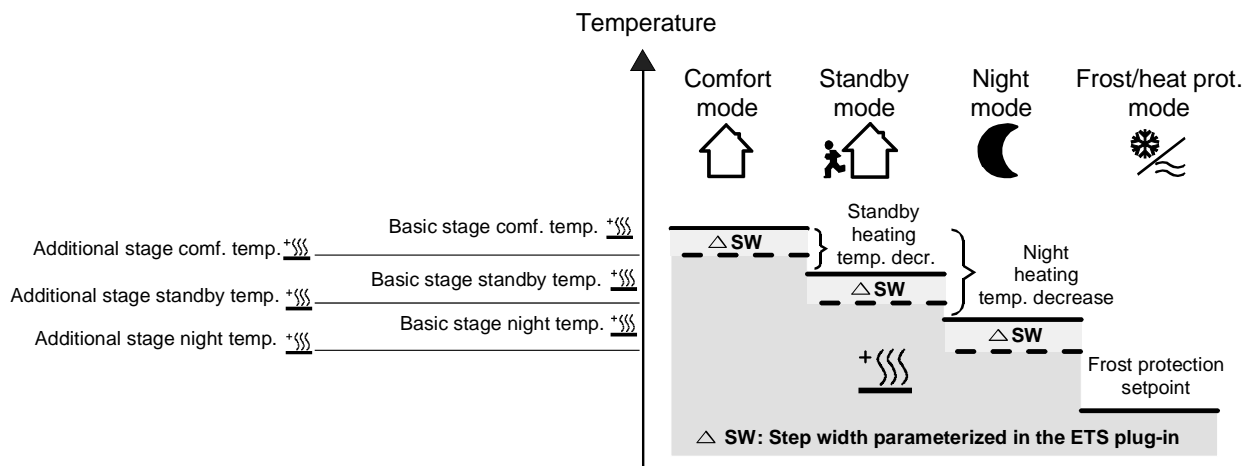 Temperature
Comfort
mode
Standby
mode
Night
mode
Frost/heat prot.
mode
Basic stage comf. temp.
Additional stage comf. temp.
Basic stage standby temp.
Additional stage standby temp.
Basic stage night temp.
Additional stage night temp.
△ SW
Standby
heating
temp. decr.
△ SW
Night
heating
temp. decrease
△ SW
Frost protection
setpoint
△ SW: Step width parameterized in the ETS plug-in